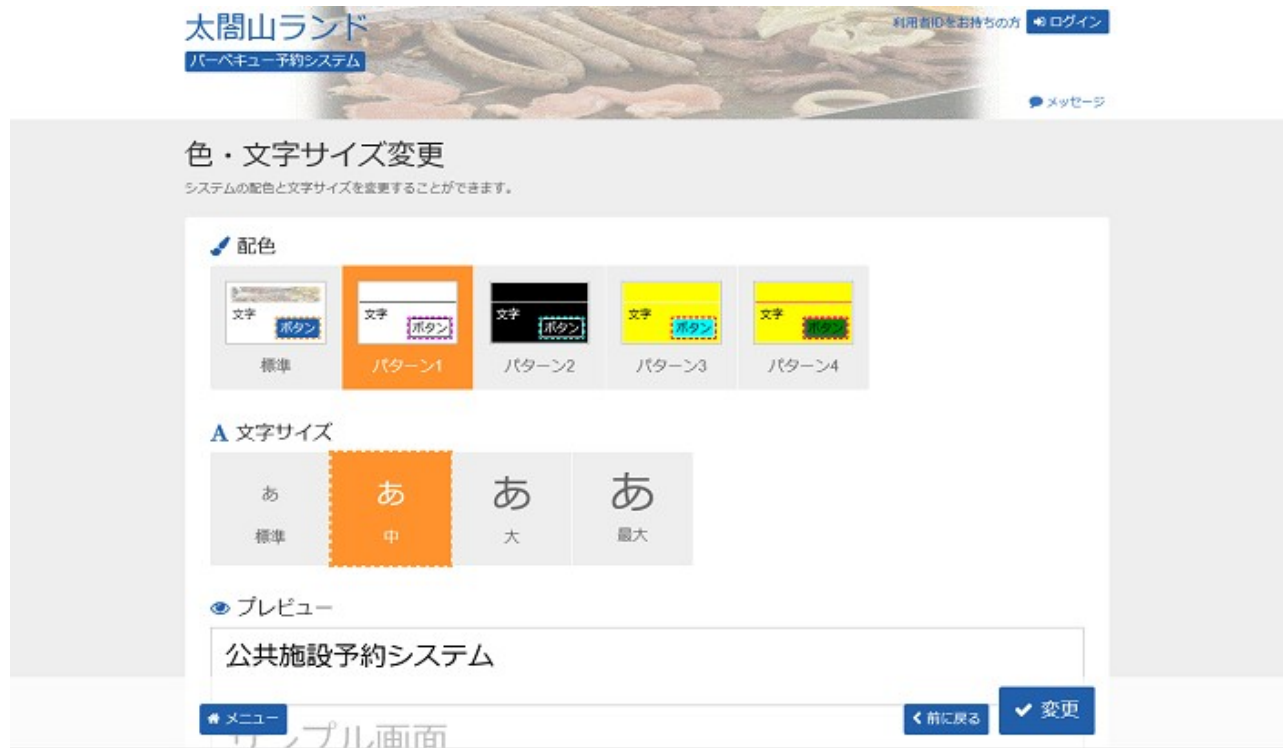 太閤山ランド
バーベキュー予約システム
利用者IDをお持ちの方 ログイン
メッセージ
色・文字サイズ変更
システムの配色と文字サイズを変更することができます。
配色
文字 ボタン 文字 ボタン 文字 ボタン 文字 ボタン 文字 ボタン
標準 パターン1 パターン2 パターン3 パターン4
A 文字サイズ
あ あ あ あ
標準 中 大 最大
プレビュー
公共施設予約システム
メニュー 前に戻る 変更
サンプル画面